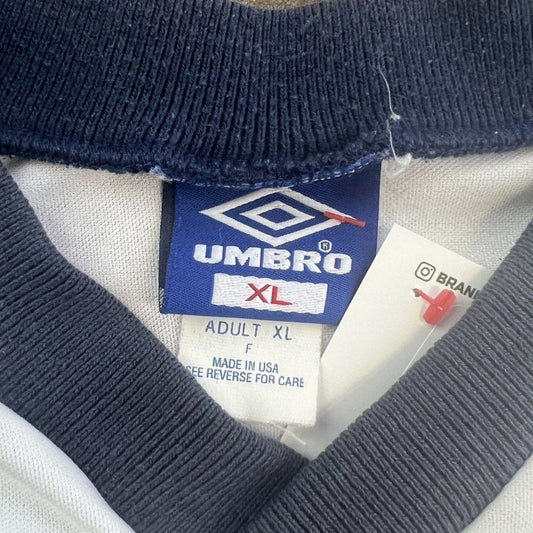 UMBRO®
XL
ADULT XL
F
MADE IN USA
SEE REVERSE FOR CARE
BRAN